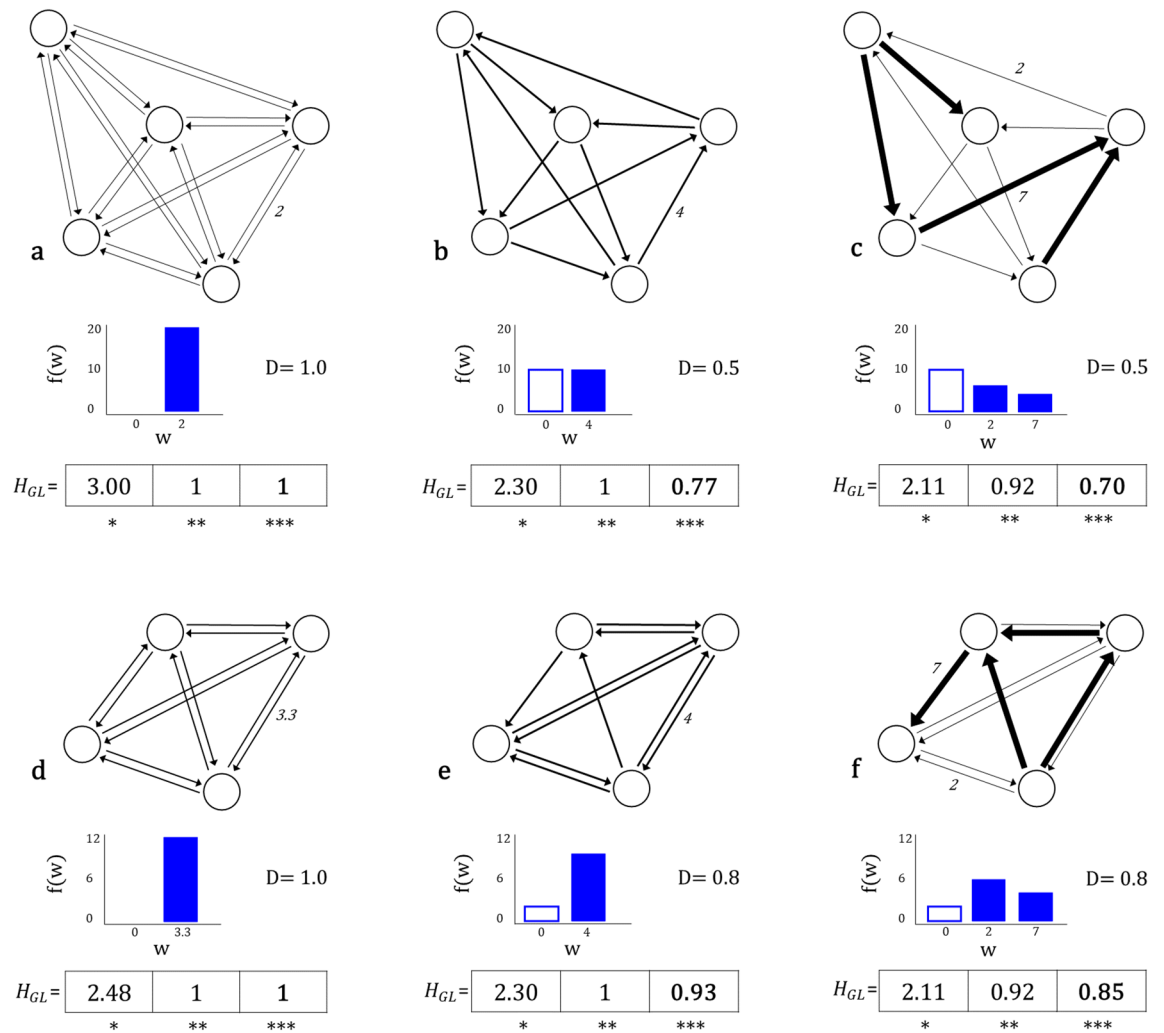 2
a
20
10
0
f(w)
0 2
w
D= 1.0
H_GL= 3.00 1 1
* ** ***
4
b
20
10
0
f(w)
0 4
w
D= 0.5
H_GL= 2.30 1 0.77
* ** ***
2
7
c
20
10
0
f(w)
0 2 7
w
D= 0.5
H_GL= 2.11 0.92 0.70
* ** ***
3.3
d
12
6
0
f(w)
0 3.3
w
D= 1.0
H_GL= 2.48 1 1
* ** ***
4
e
12
6
0
f(w)
0 4
w
D= 0.8
H_GL= 2.30 1 0.93
* ** ***
7
2
f
12
6
0
f(w)
0 2 7
w
D= 0.8
H_GL= 2.11 0.92 0.85
* ** ***